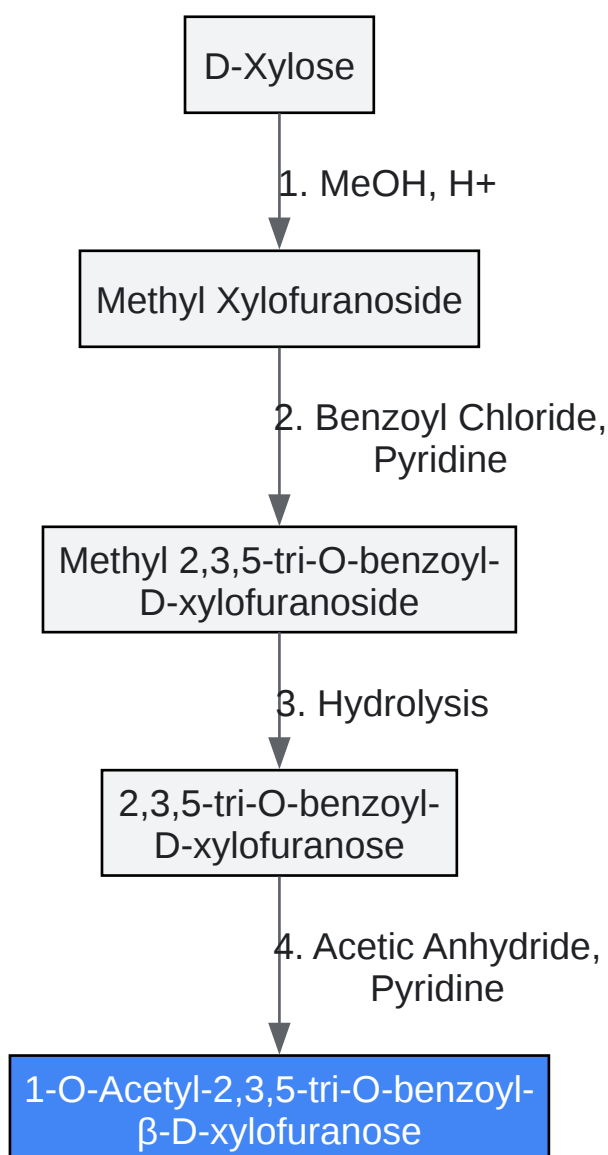 D-Xylose
1. MeOH, H+
Methyl Xylofuranoside
2. Benzoyl Chloride,
Pyridine
Methyl 2,3,5-tri-O-benzoyl-
D-xylofuranoside
3. Hydrolysis
2,3,5-tri-O-benzoyl-
D-xylofuranose
4. Acetic Anhydride,
Pyridine
1-O-Acetyl-2,3,5-tri-O-benzoyl-
β-D-xylofuranose